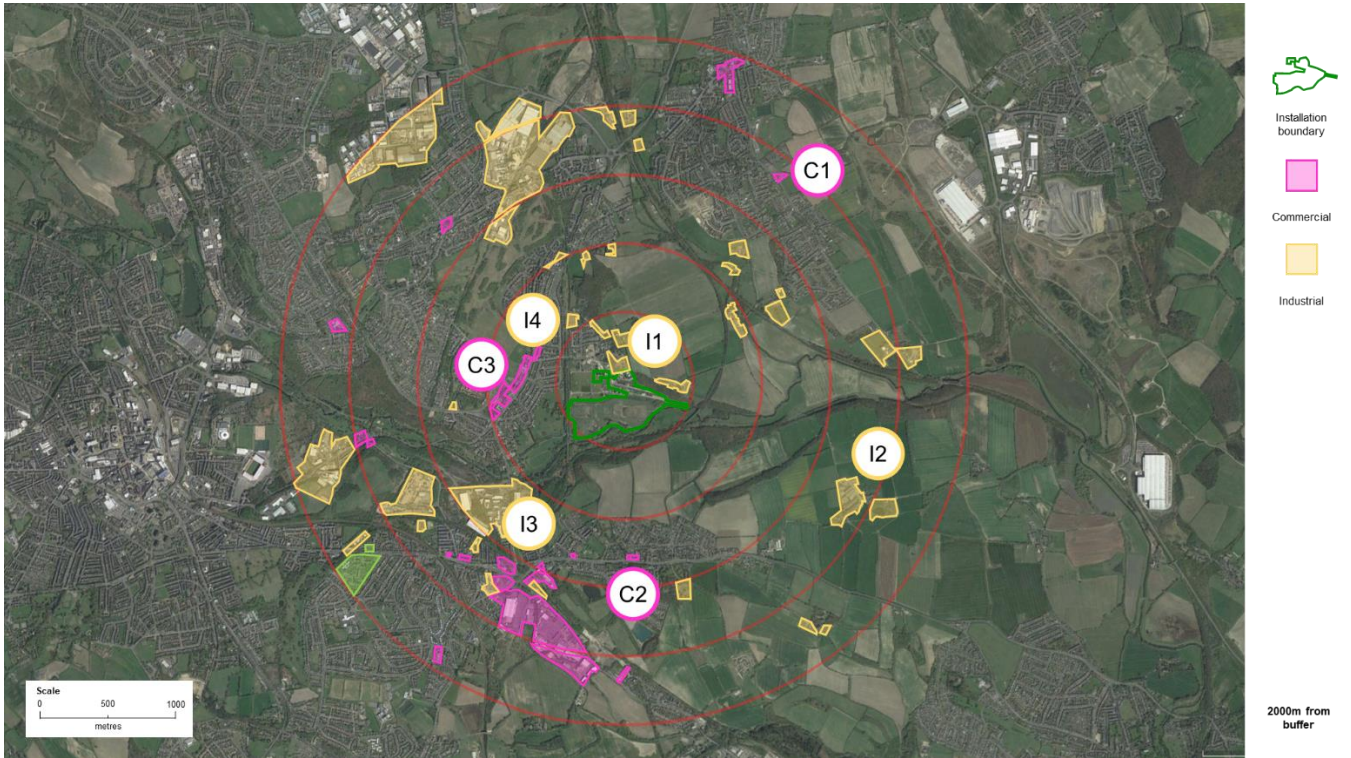 C1
I4
I1
C3
I2
I3
C2
Scale
0 500 1000
metres
Installation
boundary
Commercial
Industrial
2000m from
buffer